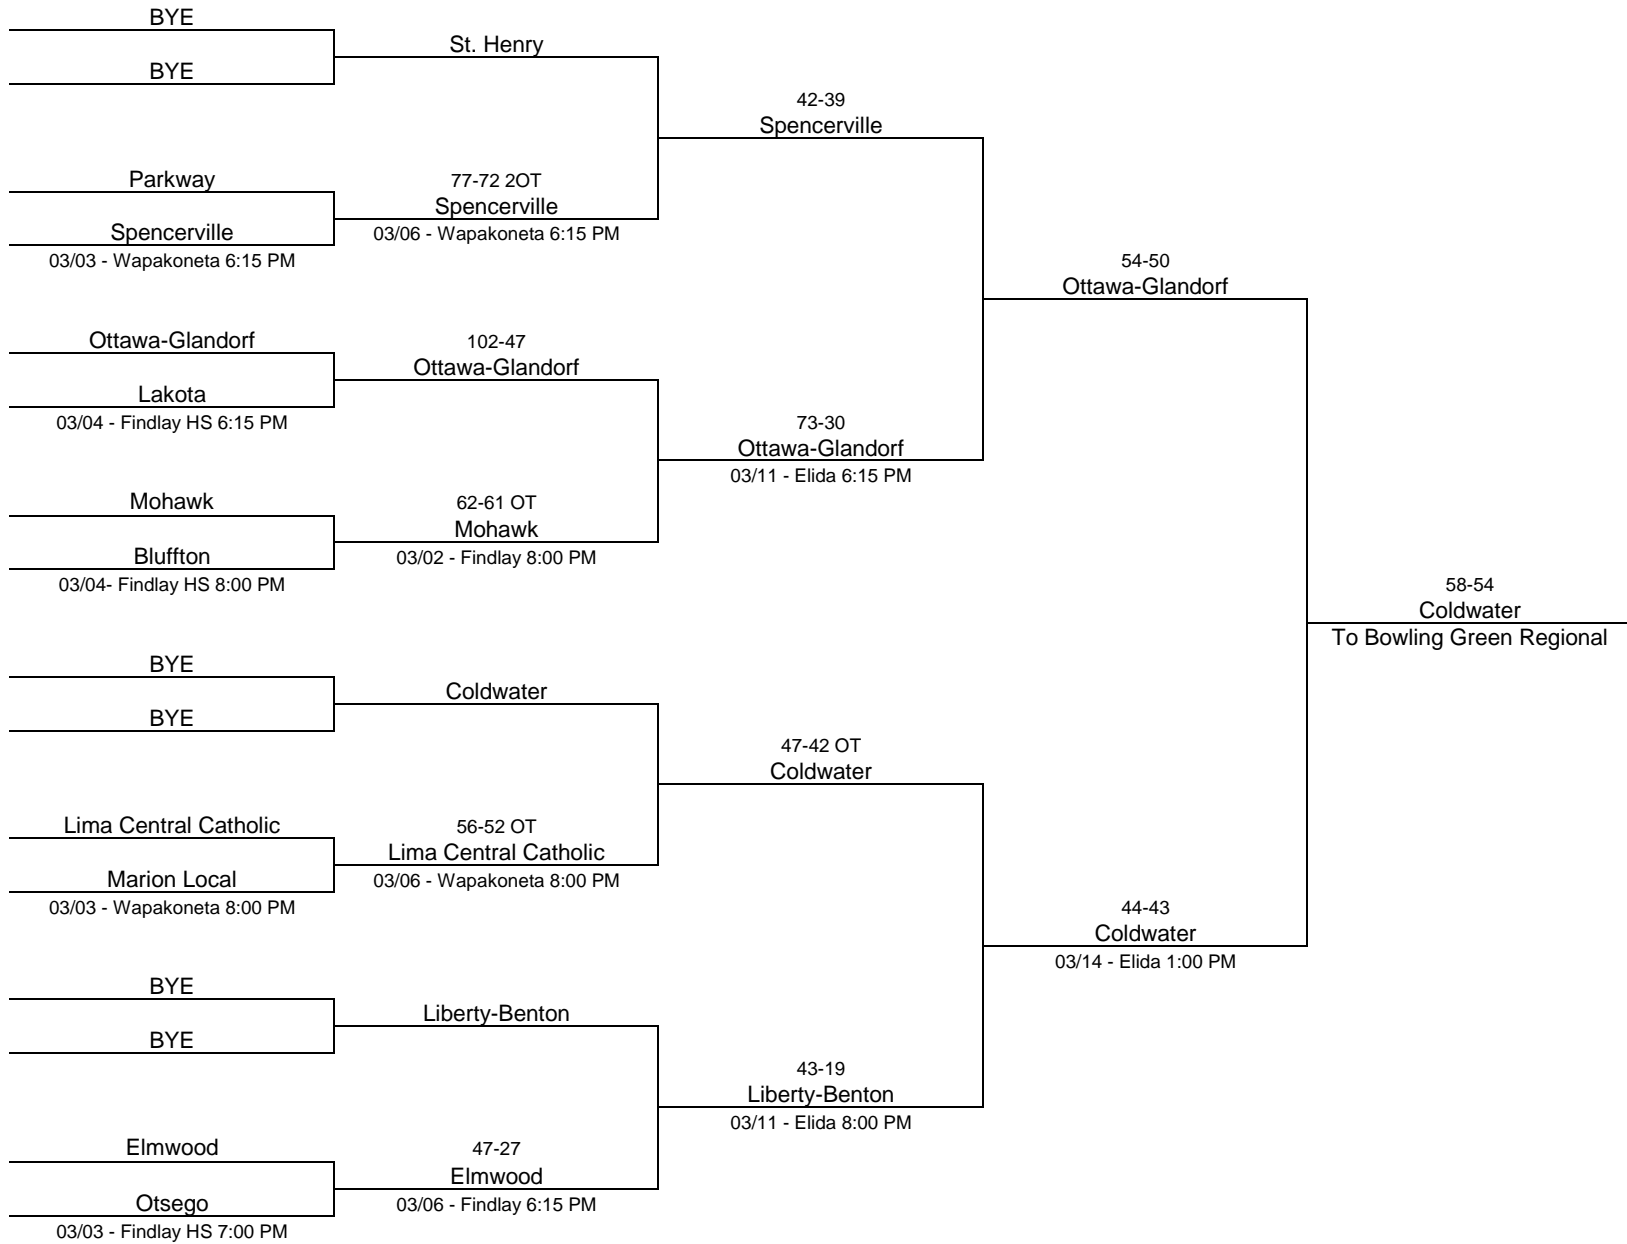 BYE
BYE
St. Henry
Parkway
Spencerville
03/03 - Wapakoneta 6:15 PM
77-72 2OT
Spencerville
03/06 - Wapakoneta 6:15 PM
42-39
Spencerville
Ottawa-Glandorf
Lakota
03/04 - Findlay HS 6:15 PM
102-47
Ottawa-Glandorf
Mohawk
Bluffton
03/04- Findlay HS 8:00 PM
62-61 OT
Mohawk
03/02 - Findlay 8:00 PM
73-30
Ottawa-Glandorf
03/11 - Elida 6:15 PM
54-50
Ottawa-Glandorf
BYE
BYE
Coldwater
Lima Central Catholic
Marion Local
03/03 - Wapakoneta 8:00 PM
56-52 OT
Lima Central Catholic
03/06 - Wapakoneta 8:00 PM
47-42 OT
Coldwater
BYE
BYE
Liberty-Benton
Elmwood
Otsego
03/03 - Findlay HS 7:00 PM
47-27
Elmwood
03/06 - Findlay 6:15 PM
43-19
Liberty-Benton
03/11 - Elida 8:00 PM
44-43
Coldwater
03/14 - Elida 1:00 PM
58-54
Coldwater
To Bowling Green Regional